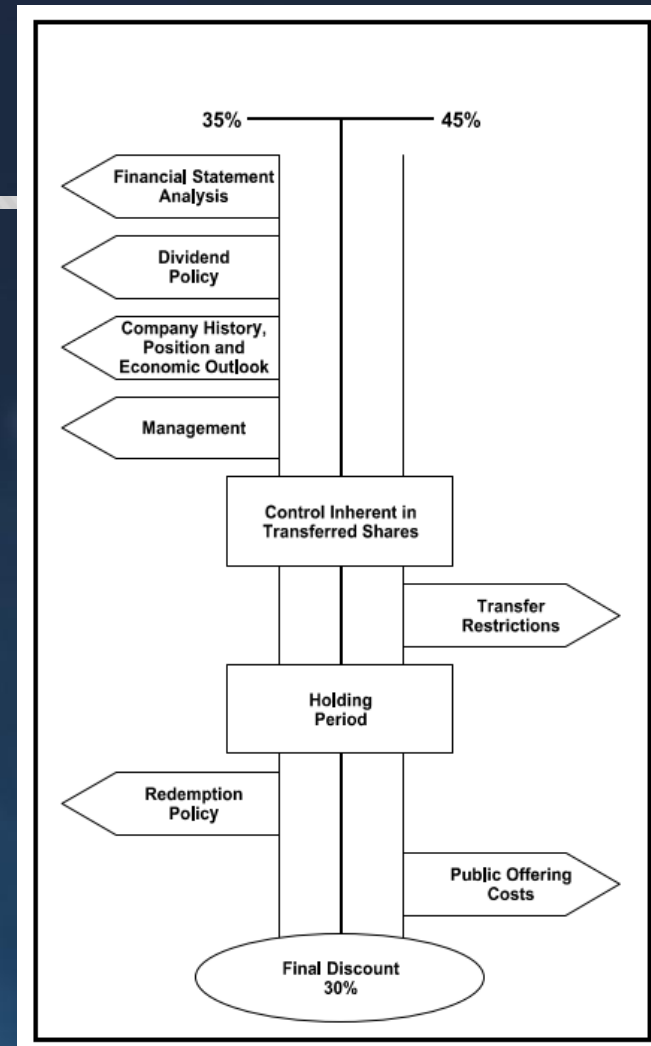 35% 45%
Financial Statement
Analysis
Dividend
Policy
Company History,
Position and
Economic Outlook
Management
Control Inherent in
Transferred Shares
Transfer
Restrictions
Holding
Period
Redemption
Policy
Public Offering
Costs
Final Discount
30%